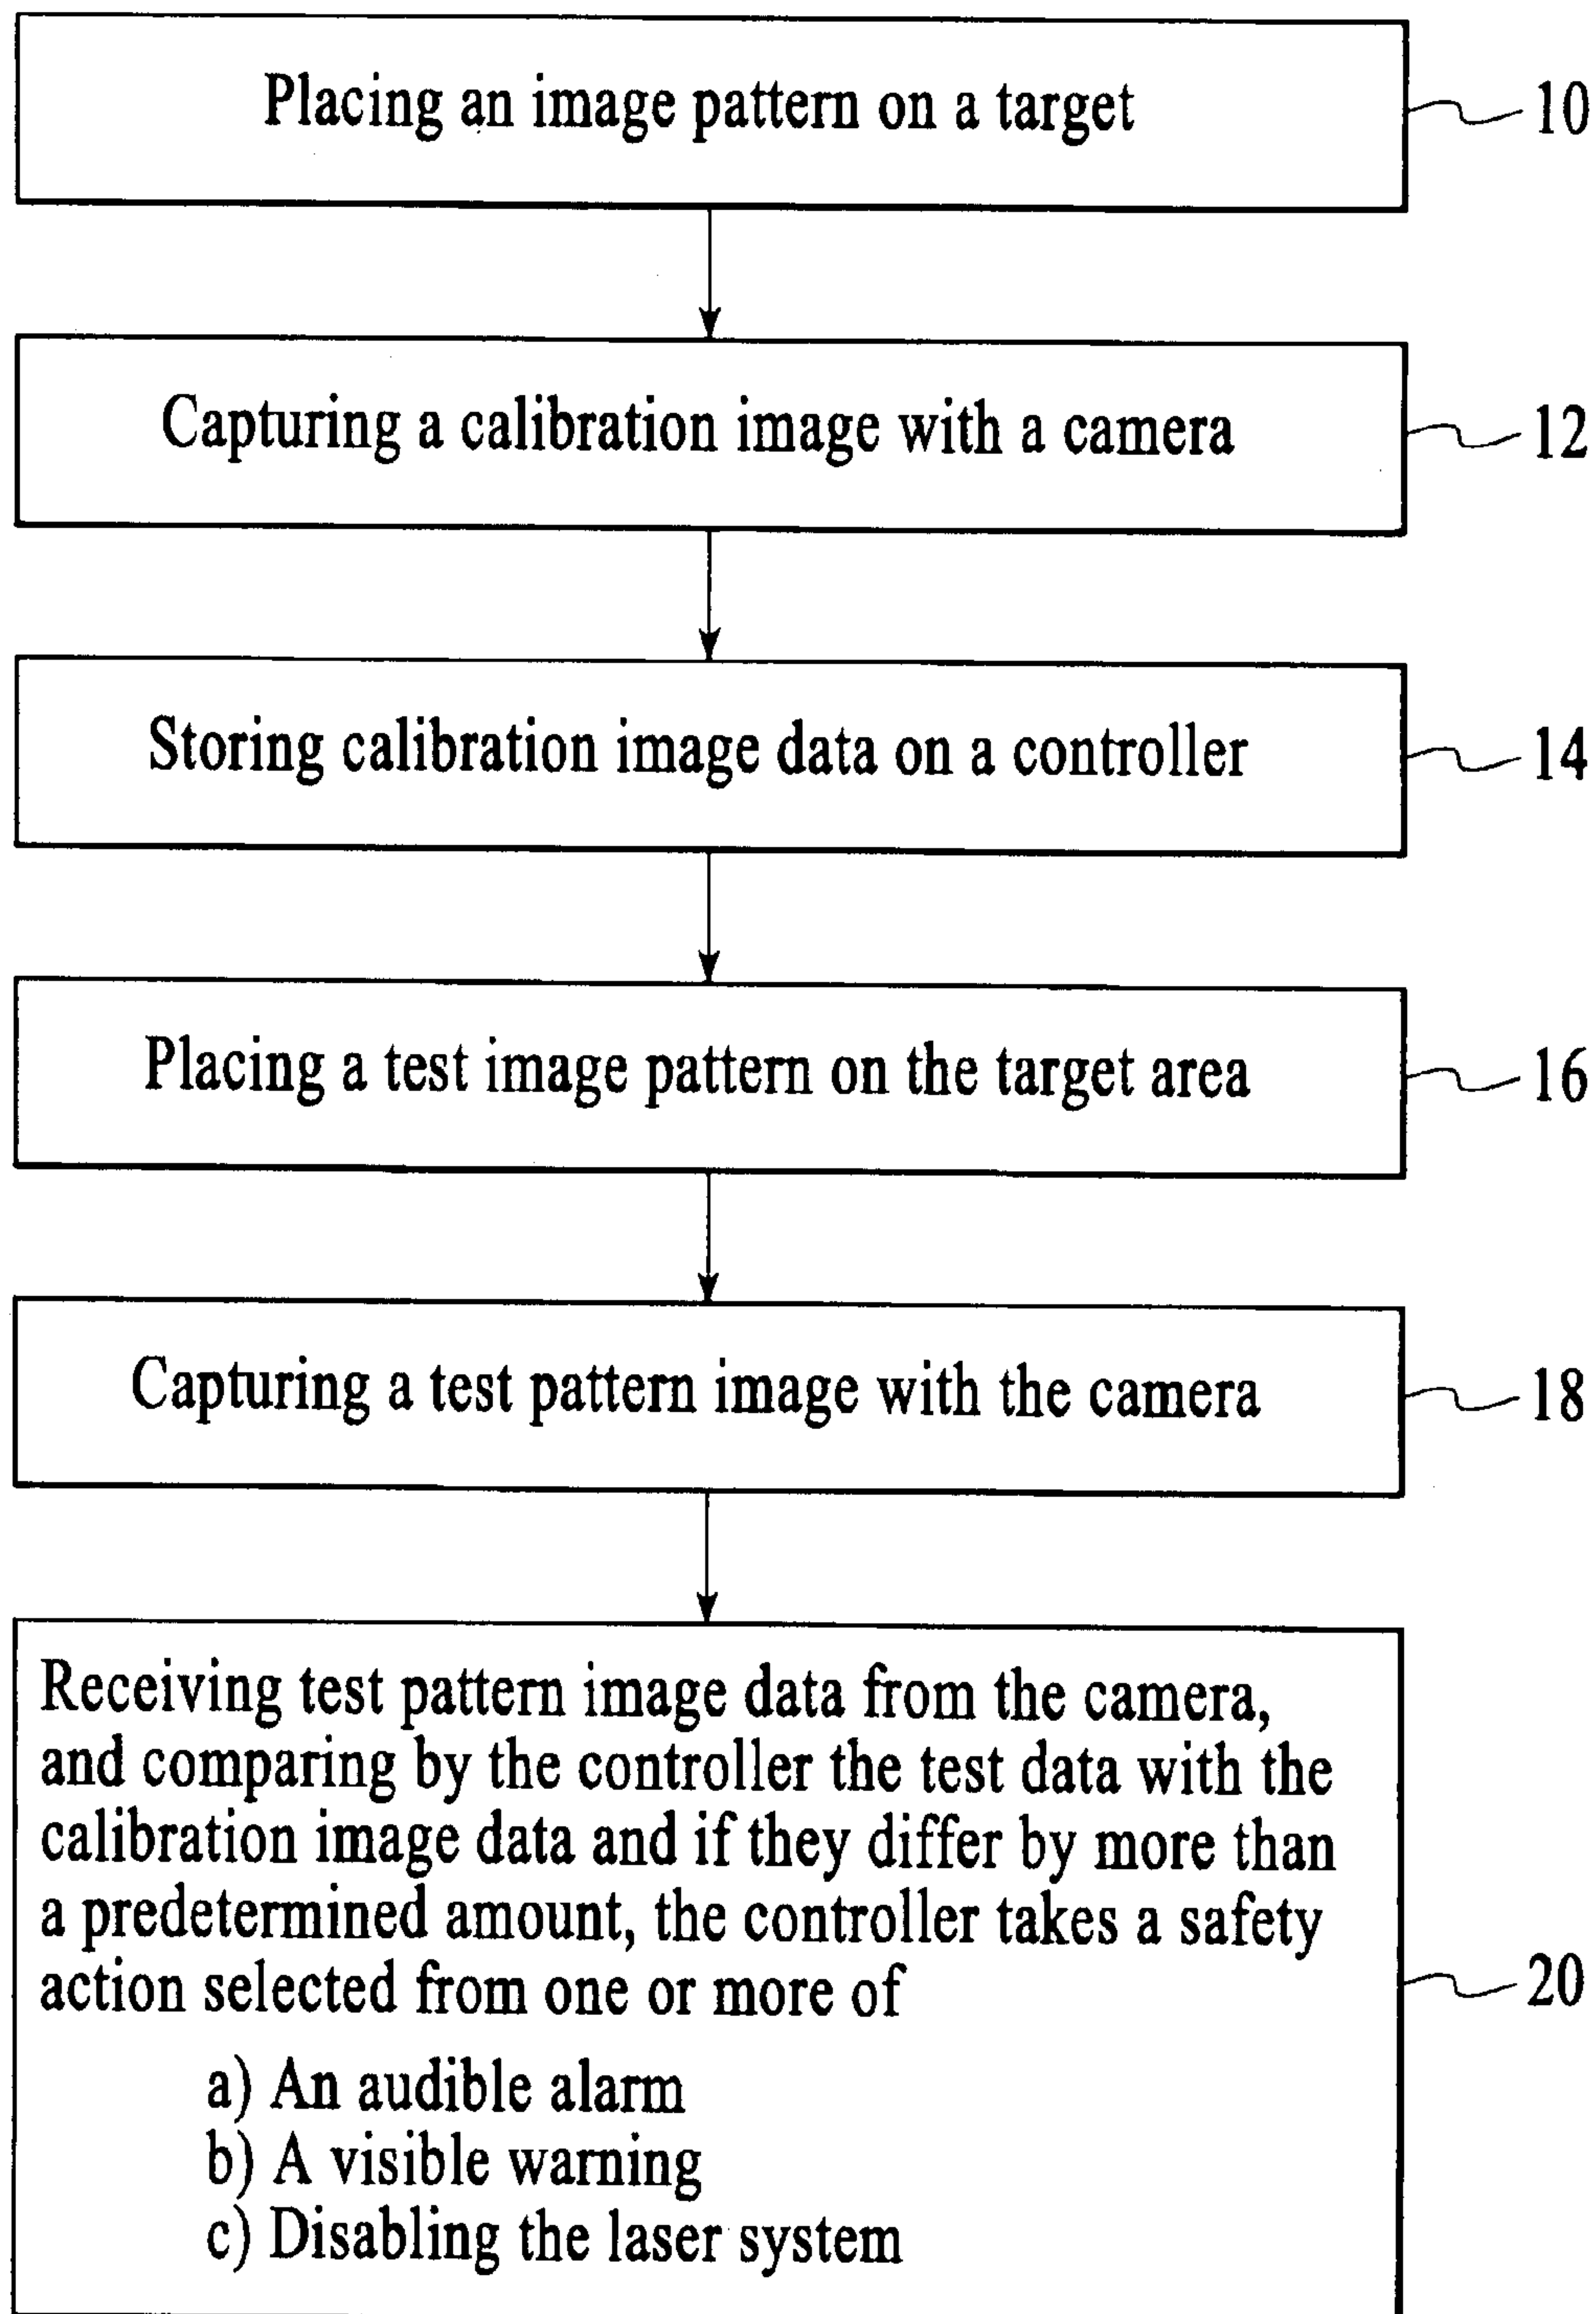 Placing an image pattern on a target
10
Capturing a calibration image with a camera
12
Storing calibration image data on a controller
14
Placing a test image pattern on the target area
16
Capturing a test pattern image with the camera
18
Receiving test pattern image data from the camera,
and comparing by the controller the test data with the
calibration image data and if they differ by more than
a predetermined amount, the controller takes a safety
action selected from one or more of
20
a) An audible alarm
b) A visible warning
c) Disabling the laser system